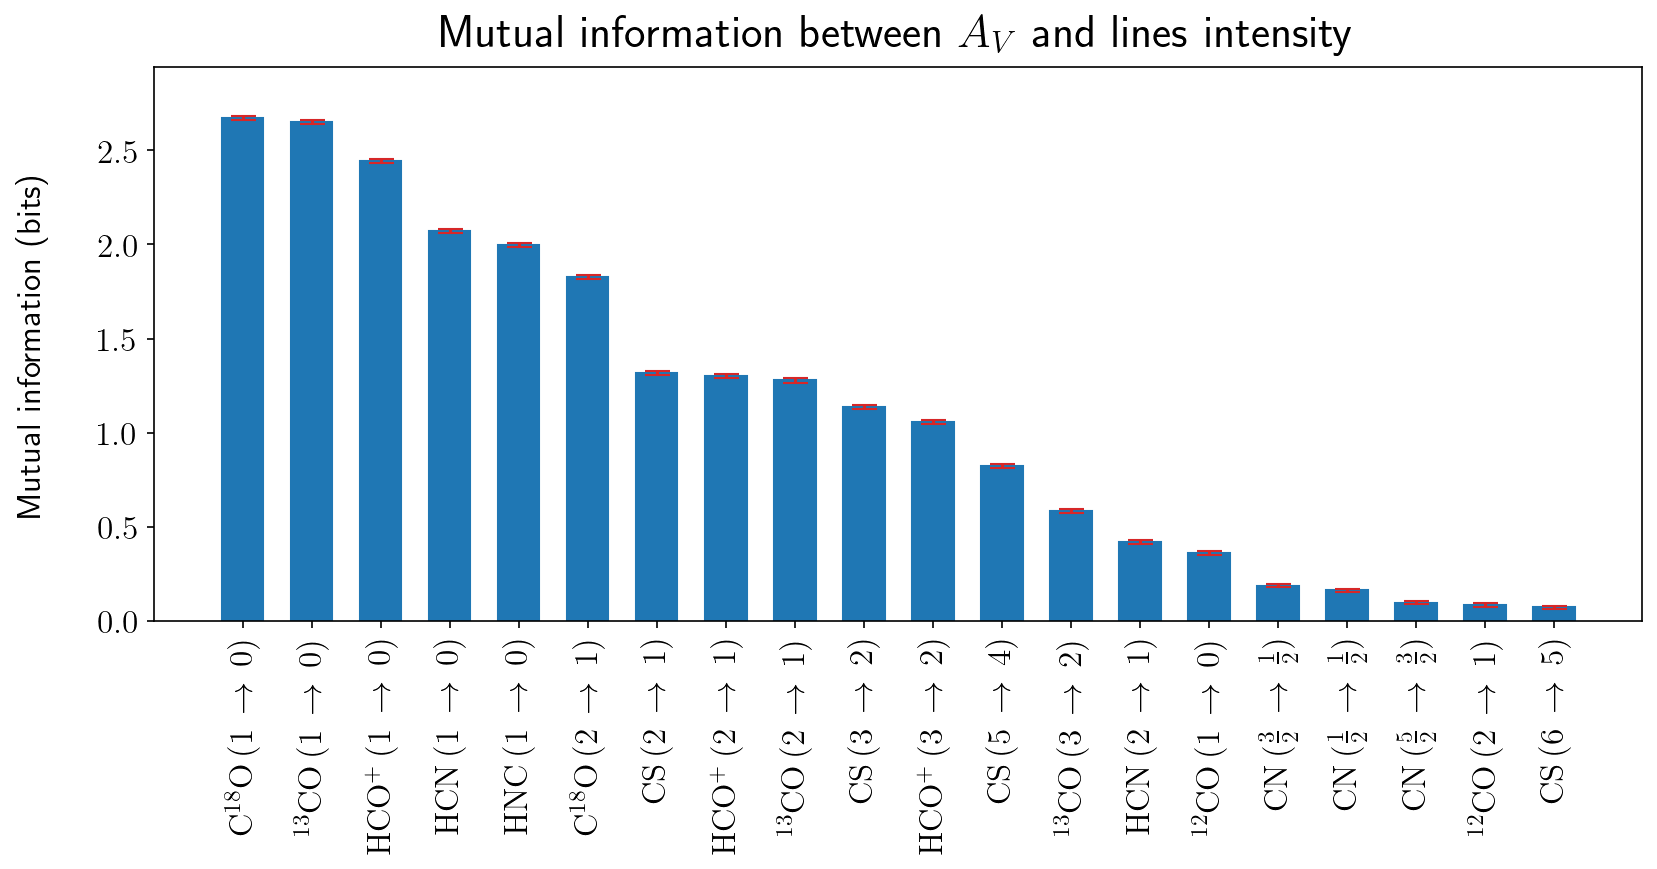 Mutual information between A_V and lines intensity
Mutual information (bits)
2.5
2.0
1.5
1.0
0.5
0.0
C¹⁸O (1 → 0)
¹³CO (1 → 0)
HCO⁺ (1 → 0)
HCN (1 → 0)
HNC (1 → 0)
C¹⁸O (2 → 1)
CS (2 → 1)
HCO⁺ (2 → 1)
¹³CO (2 → 1)
CS (3 → 2)
HCO⁺ (3 → 2)
CS (5 → 4)
¹³CO (3 → 2)
HCN (2 → 1)
¹²CO (1 → 0)
CN (3/2 → 1/2)
CN (1/2 → 1/2)
CN (5/2 → 3/2)
¹²CO (2 → 1)
CS (6 → 5)